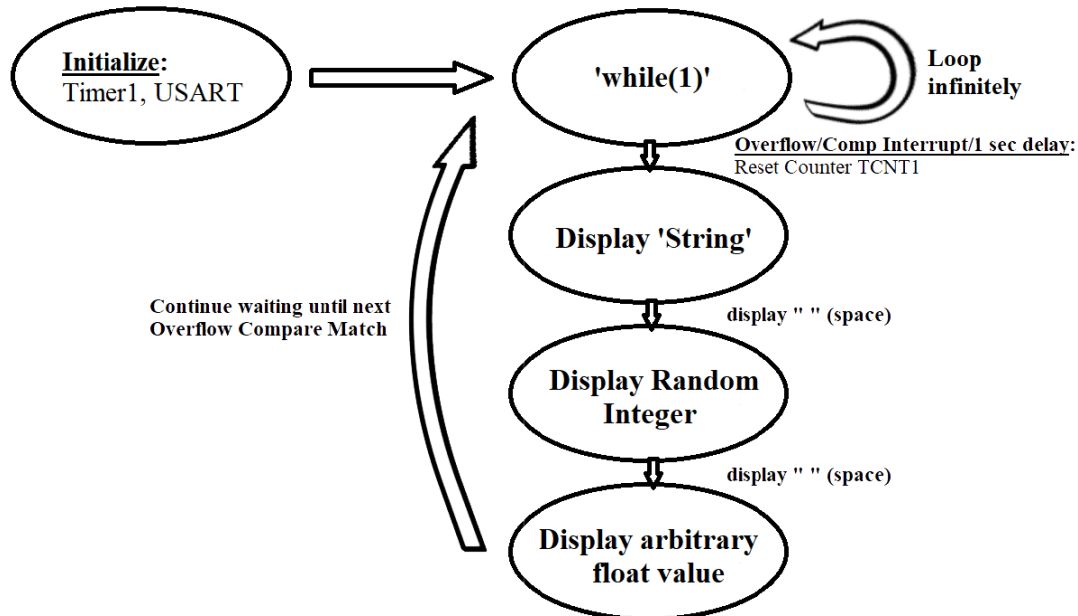 Initialize:
Timer1, USART
'while(1)'
Loop
infinitely
Overflow/Comp Interrupt/1 sec delay:
Reset Counter TCNT1
Display 'String'
Continue waiting until next
Overflow Compare Match
display " " (space)
Display Random
Integer
display " " (space)
Display arbitrary
float value